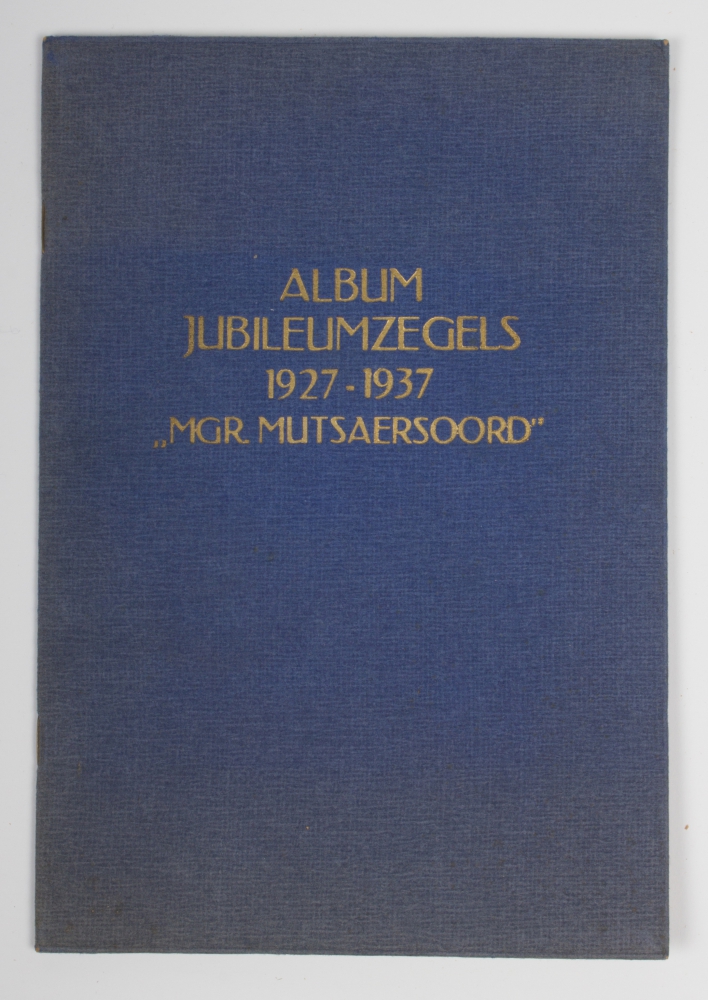 ALBUM
JUBILEUMZEGELS
1927-1937
„MGR. MUTSAERSOORD”